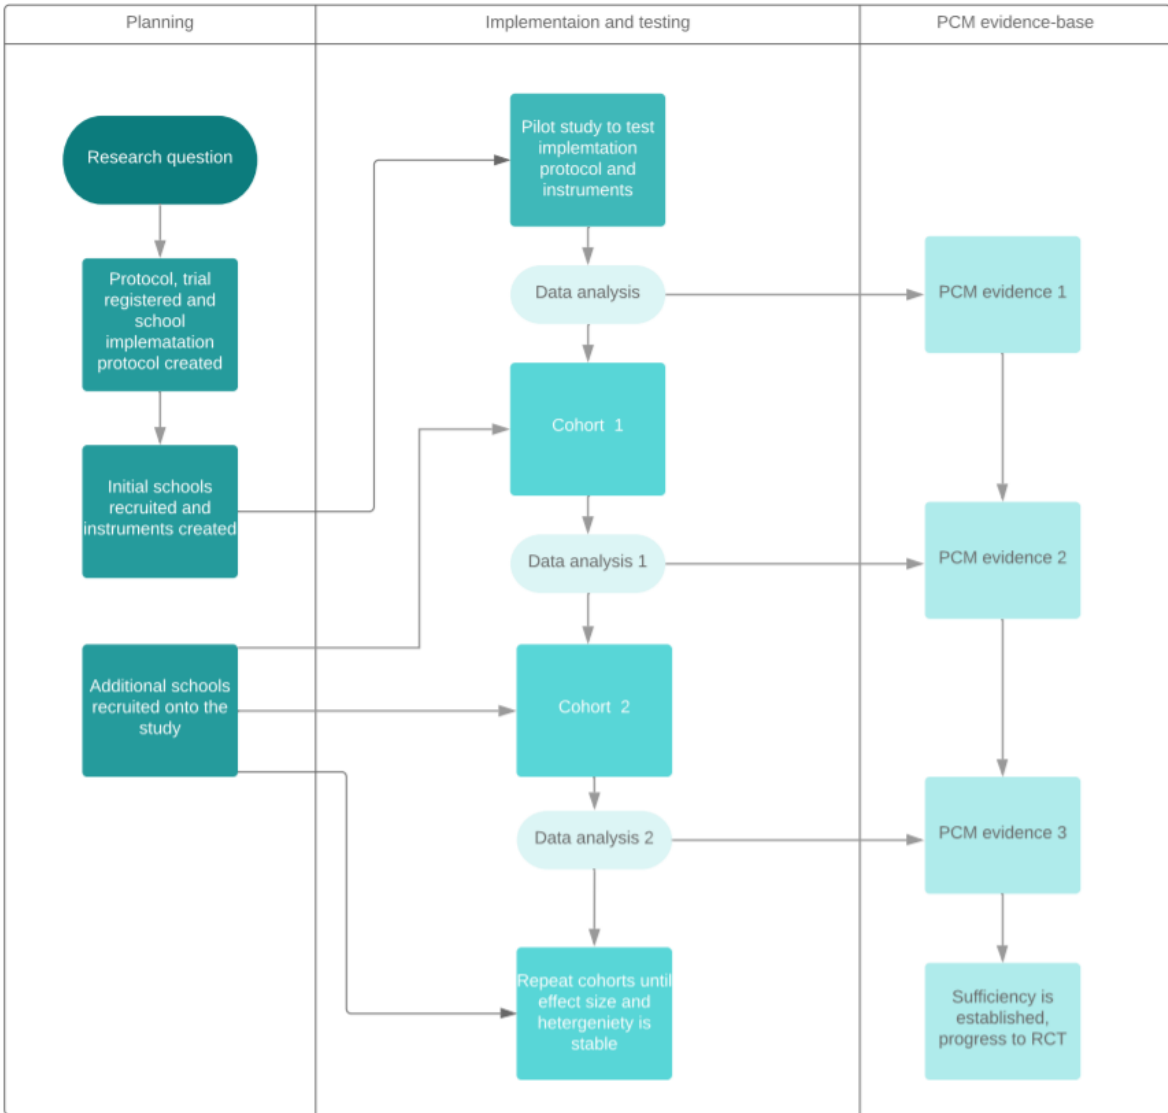 Planning
Implementaion and testing
PCM evidence-base
Research question
Protocol, trial
registered and
school
implematation
protocol created
Initial schools
recruited and
instruments created
Additional schools
recruited onto the
study
Pilot study to test
implemtation
protocol and
instruments
Data analysis
Cohort 1
Data analysis 1
Cohort 2
Data analysis 2
Repeat cohorts until
effect size and
hetergeniety is
stable
PCM evidence 1
PCM evidence 2
PCM evidence 3
Sufficiency is
established,
progress to RCT